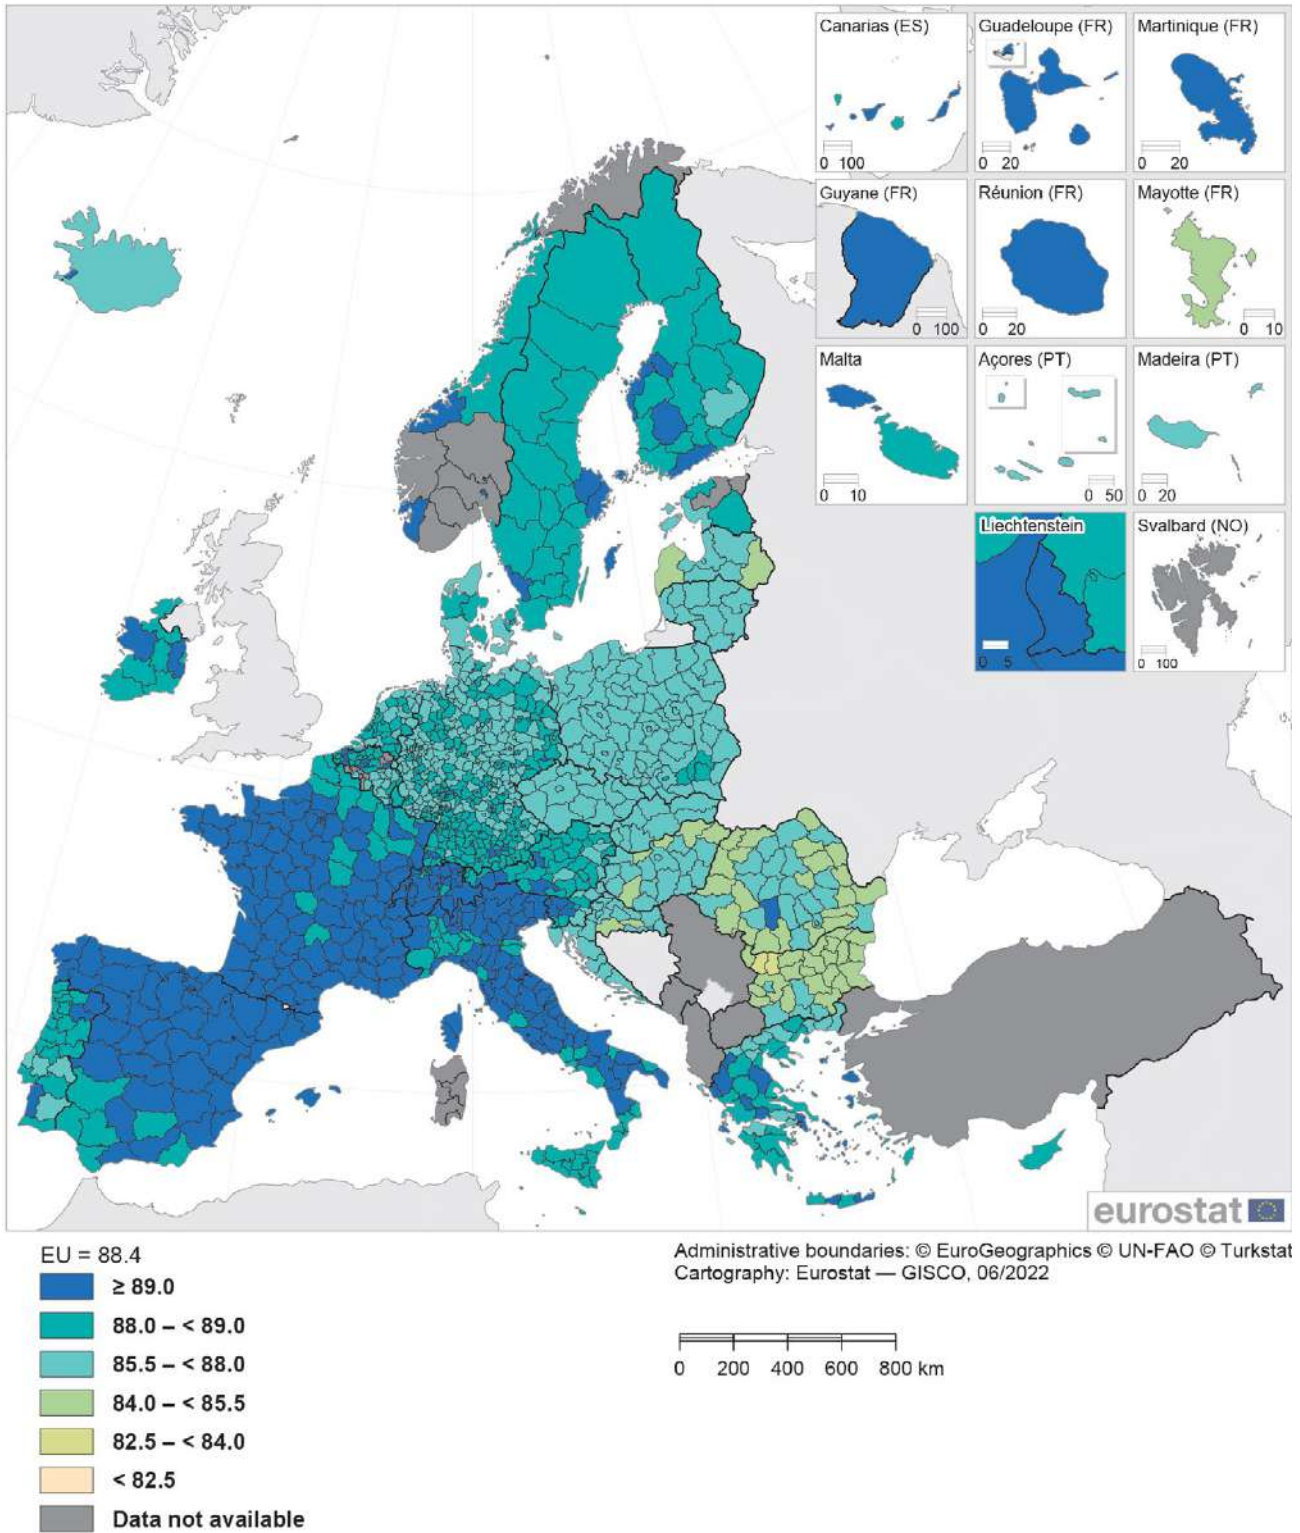 Canarias (ES)
0 100
Guadeloupe (FR)
0 20
Martinique (FR)
0 20
Guyane (FR)
0 100
Réunion (FR)
0 20
Mayotte (FR)
0 10
Malta
0 10
Açores (PT)
0 50
Madeira (PT)
0 20
Liechtenstein
0 5
Svalbard (NO)
0 100
eurostat
EU = 88.4
≥ 89.0
88.0 – < 89.0
85.5 – < 88.0
84.0 – < 85.5
82.5 – < 84.0
< 82.5
Data not available
Administrative boundaries: © EuroGeographics © UN-FAO © Turkstat
Cartography: Eurostat — GISCO, 06/2022
0 200 400 600 800 km